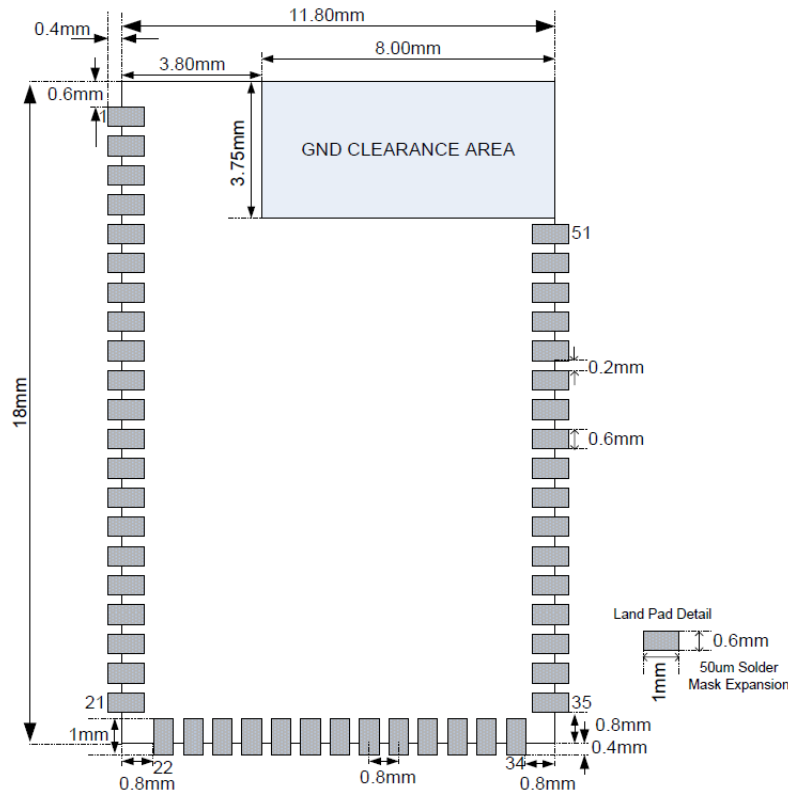 11.80mm
0.4mm
8.00mm
3.80mm
0.6mm
1
3.75mm
GND CLEARANCE AREA
51
0.2mm
18mm
0.6mm
Land Pad Detail
0.6mm
1mm
50um Solder
Mask Expansion
21
35
1mm
0.8mm
0.4mm
22
34
0.8mm
0.8mm
0.8mm